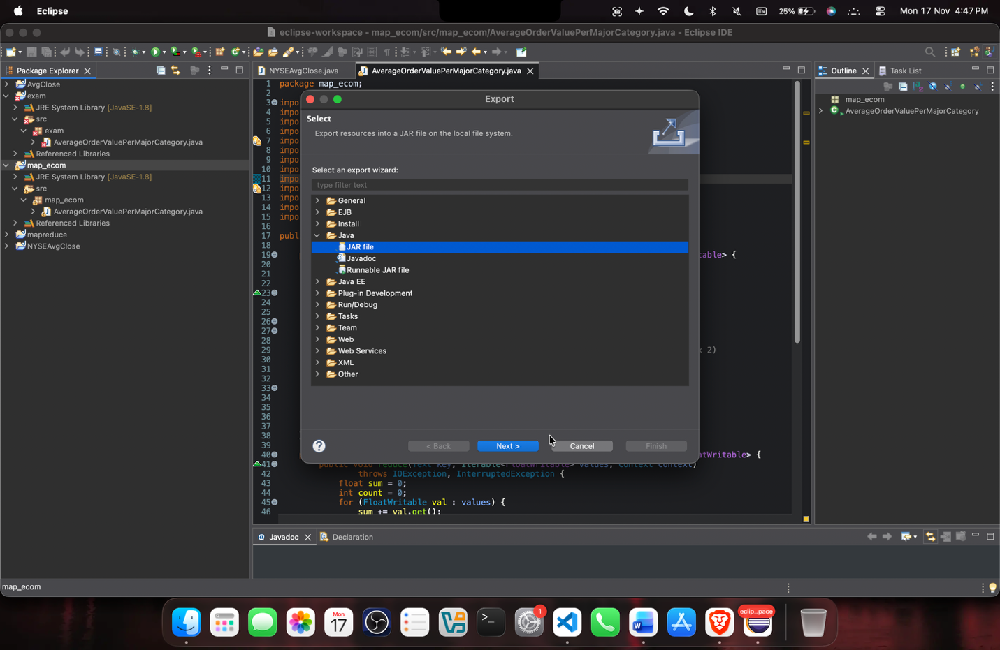 Eclipse
25%
Mon 17 Nov 4:47 PM
eclipse-workspace - map_ecom/src/map_ecom/AverageOrderValuePerMajorCategory.java - Eclipse IDE
Package Explorer
AvgClose
exam
JRE System Library [JavaSE-1.8]
src
exam
AverageOrderValuePerMajorCategory.java
Referenced Libraries
map_ecom
JRE System Library [JavaSE-1.8]
src
map_ecom
AverageOrderValuePerMajorCategory.java
Referenced Libraries
mapreduce
NYSEAvgClose
NYSEAvgClose.java
AverageOrderValuePerMajorCategory.java
1 package map_ecom;
2
3 impo
4 impo
5 impo
6 impo
7 impo
8 impo
9 impo
10 impo
11 impo
12 impo
13 impo
14 impo
15 impo
16
17 publ
18
19 table> {
20
21
22
23
24
25
26
27
28
29 x 2)
30
31
32
33
34
35
36
37
38
39
40 atWritable> {
41 public void reduce(Text key, Iterable<FloatWritable> values, Context context)
42 throws IOException, InterruptedException {
43 float sum = 0;
44 int count = 0;
45 for (FloatWritable val : values) {
46 sum += val.get();
Export
Select
Export resources into a JAR file on the local file system.
Select an export wizard:
type filter text
General
EJB
Install
Java
JAR file
Javadoc
Runnable JAR file
Java EE
Plug-in Development
Run/Debug
Tasks
Team
Web
Web Services
XML
Other
?
< Back
Next >
Cancel
Finish
Outline
Task List
map_ecom
AverageOrderValuePerMajorCategory
@ Javadoc
Declaration
map_ecom
Mon
17
1
eclip...pace